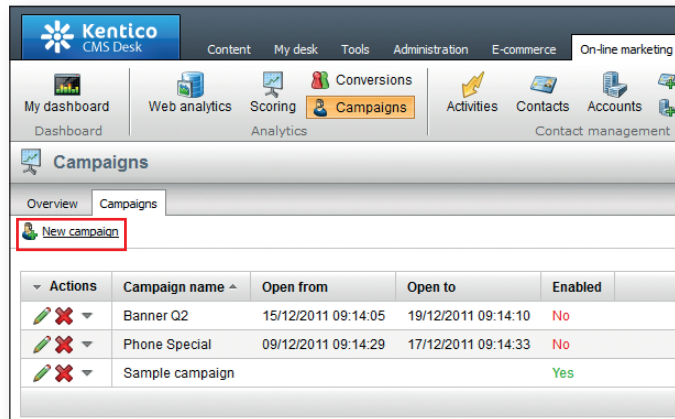 Kentico
CMS Desk
Content My desk Tools Administration E-commerce On-line marketing
Conversions
My dashboard Web analytics Scoring Campaigns Activities Contacts Accounts
Dashboard Analytics Contact management
Campaigns
Overview Campaigns
New campaign
Actions Campaign name Open from Open to Enabled
Banner Q2 15/12/2011 09:14:05 19/12/2011 09:14:10 No
Phone Special 09/12/2011 09:14:29 17/12/2011 09:14:33 No
Sample campaign Yes